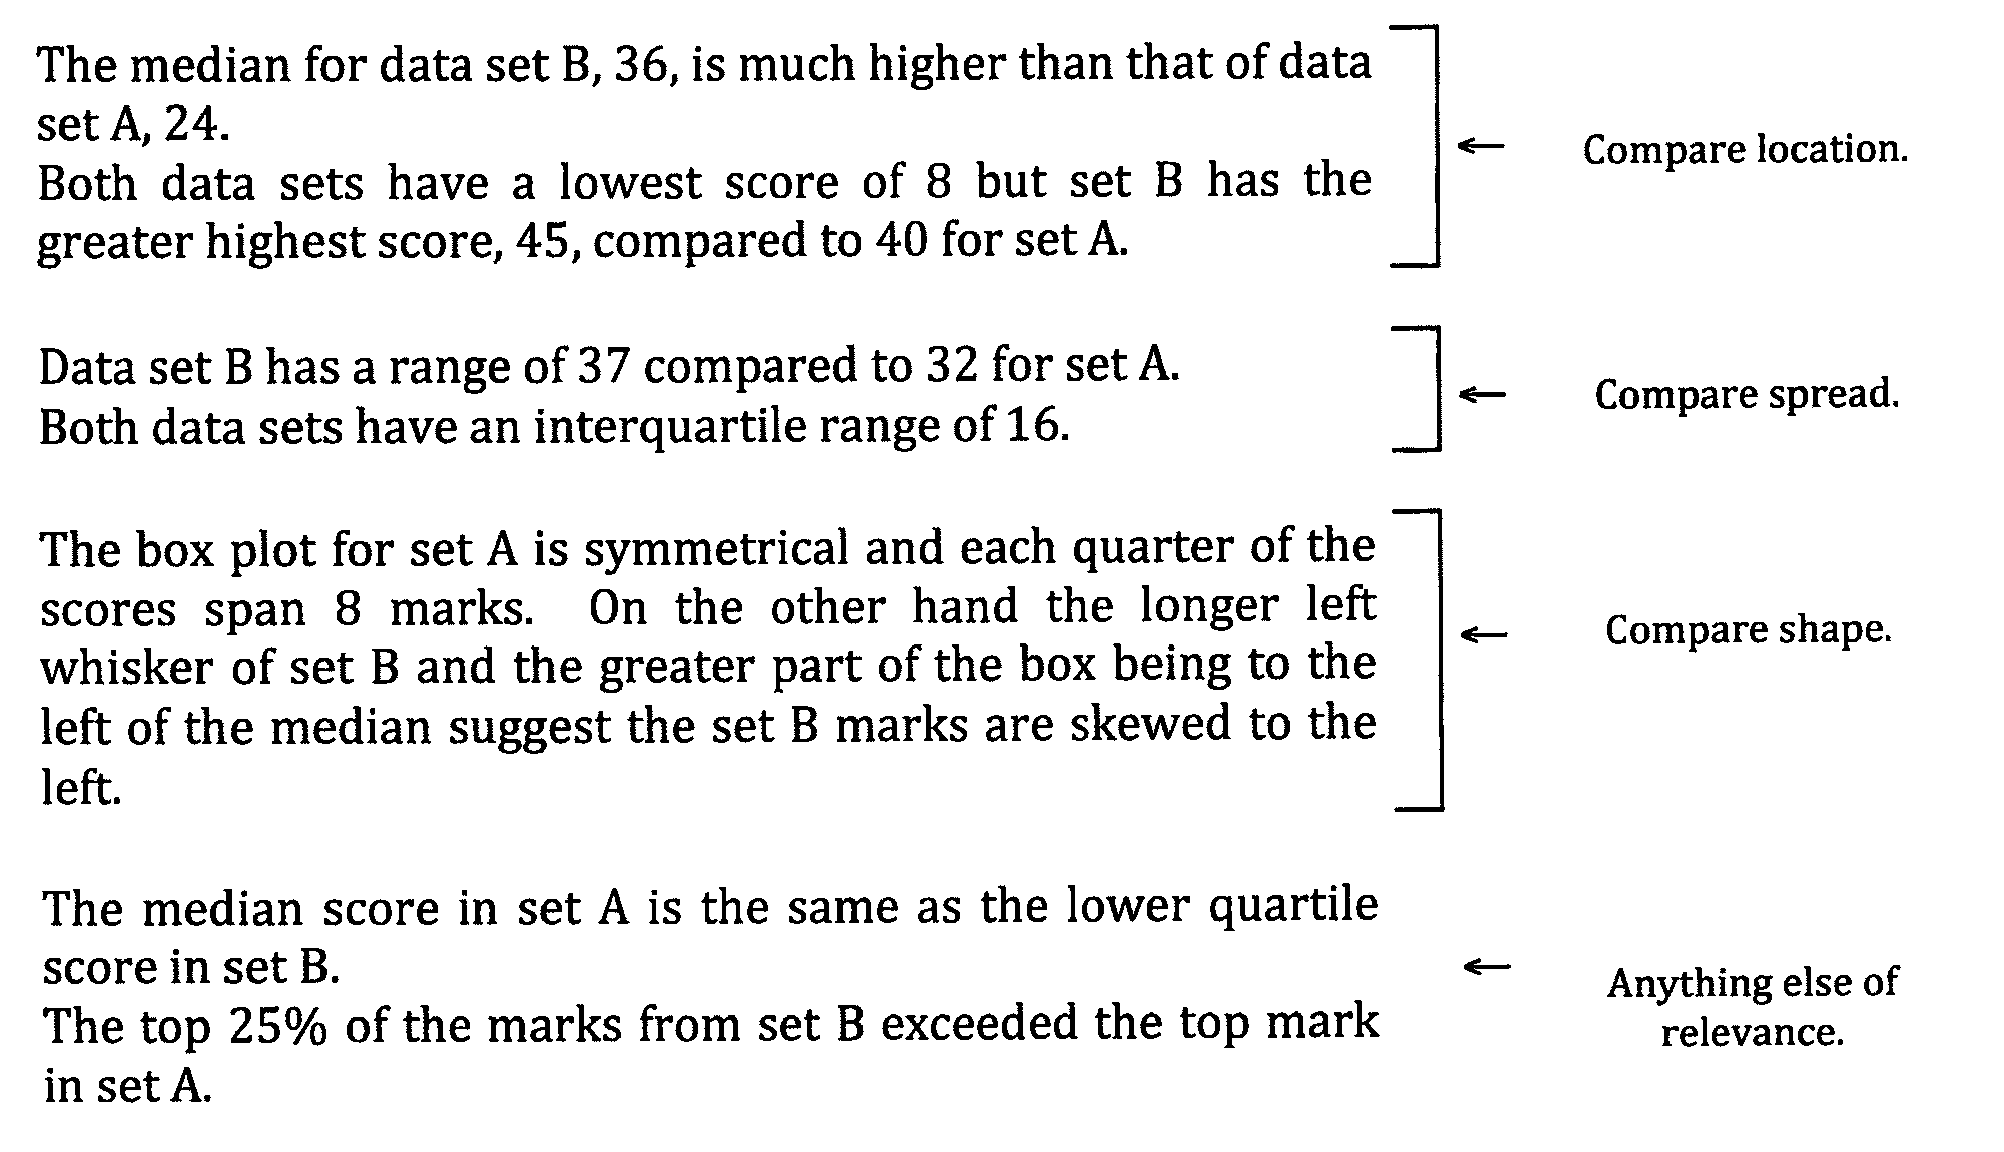 The median for data set B, 36, is much higher than that of data
set A, 24.
Both data sets have a lowest score of 8 but set B has the
greater highest score, 45, compared to 40 for set A.
← Compare location.
Data set B has a range of 37 compared to 32 for set A.
Both data sets have an interquartile range of 16.
← Compare spread.
The box plot for set A is symmetrical and each quarter of the
scores span 8 marks. On the other hand the longer left
whisker of set B and the greater part of the box being to the
left of the median suggest the set B marks are skewed to the
left.
← Compare shape.
The median score in set A is the same as the lower quartile
score in set B.
The top 25% of the marks from set B exceeded the top mark
in set A.
← Anything else of
relevance.